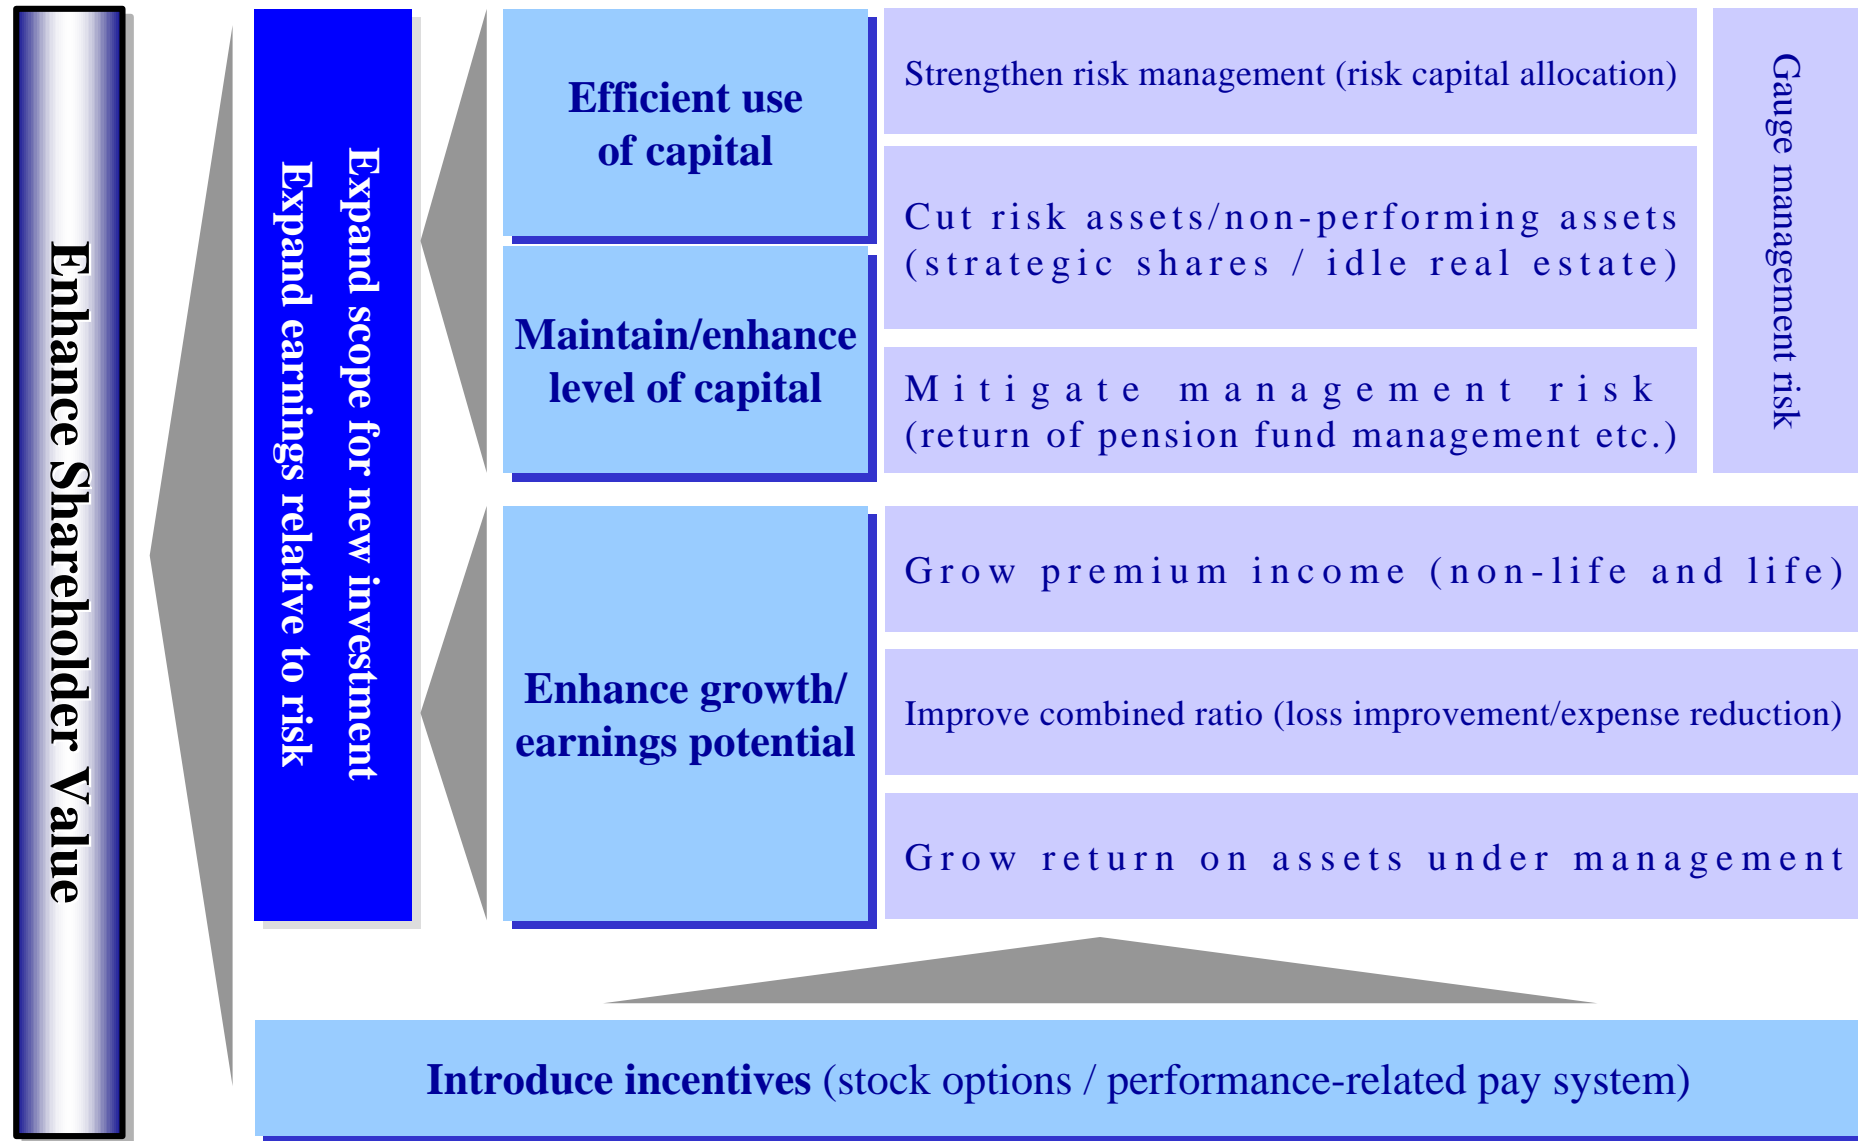 Enhance Shareholder Value
Expand scope for new investment
Expand earnings relative to risk
Efficient use
of capital
Maintain/enhance
level of capital
Enhance growth/
earnings potential
Strengthen risk management (risk capital allocation)
Cut risk assets/non-performing assets
(strategic shares / idle real estate)
Mitigate management risk
(return of pension fund management etc.)
Gauge management risk
Grow premium income (non-life and life)
Improve combined ratio (loss improvement/expense reduction)
Grow return on assets under management
Introduce incentives (stock options / performance-related pay system)